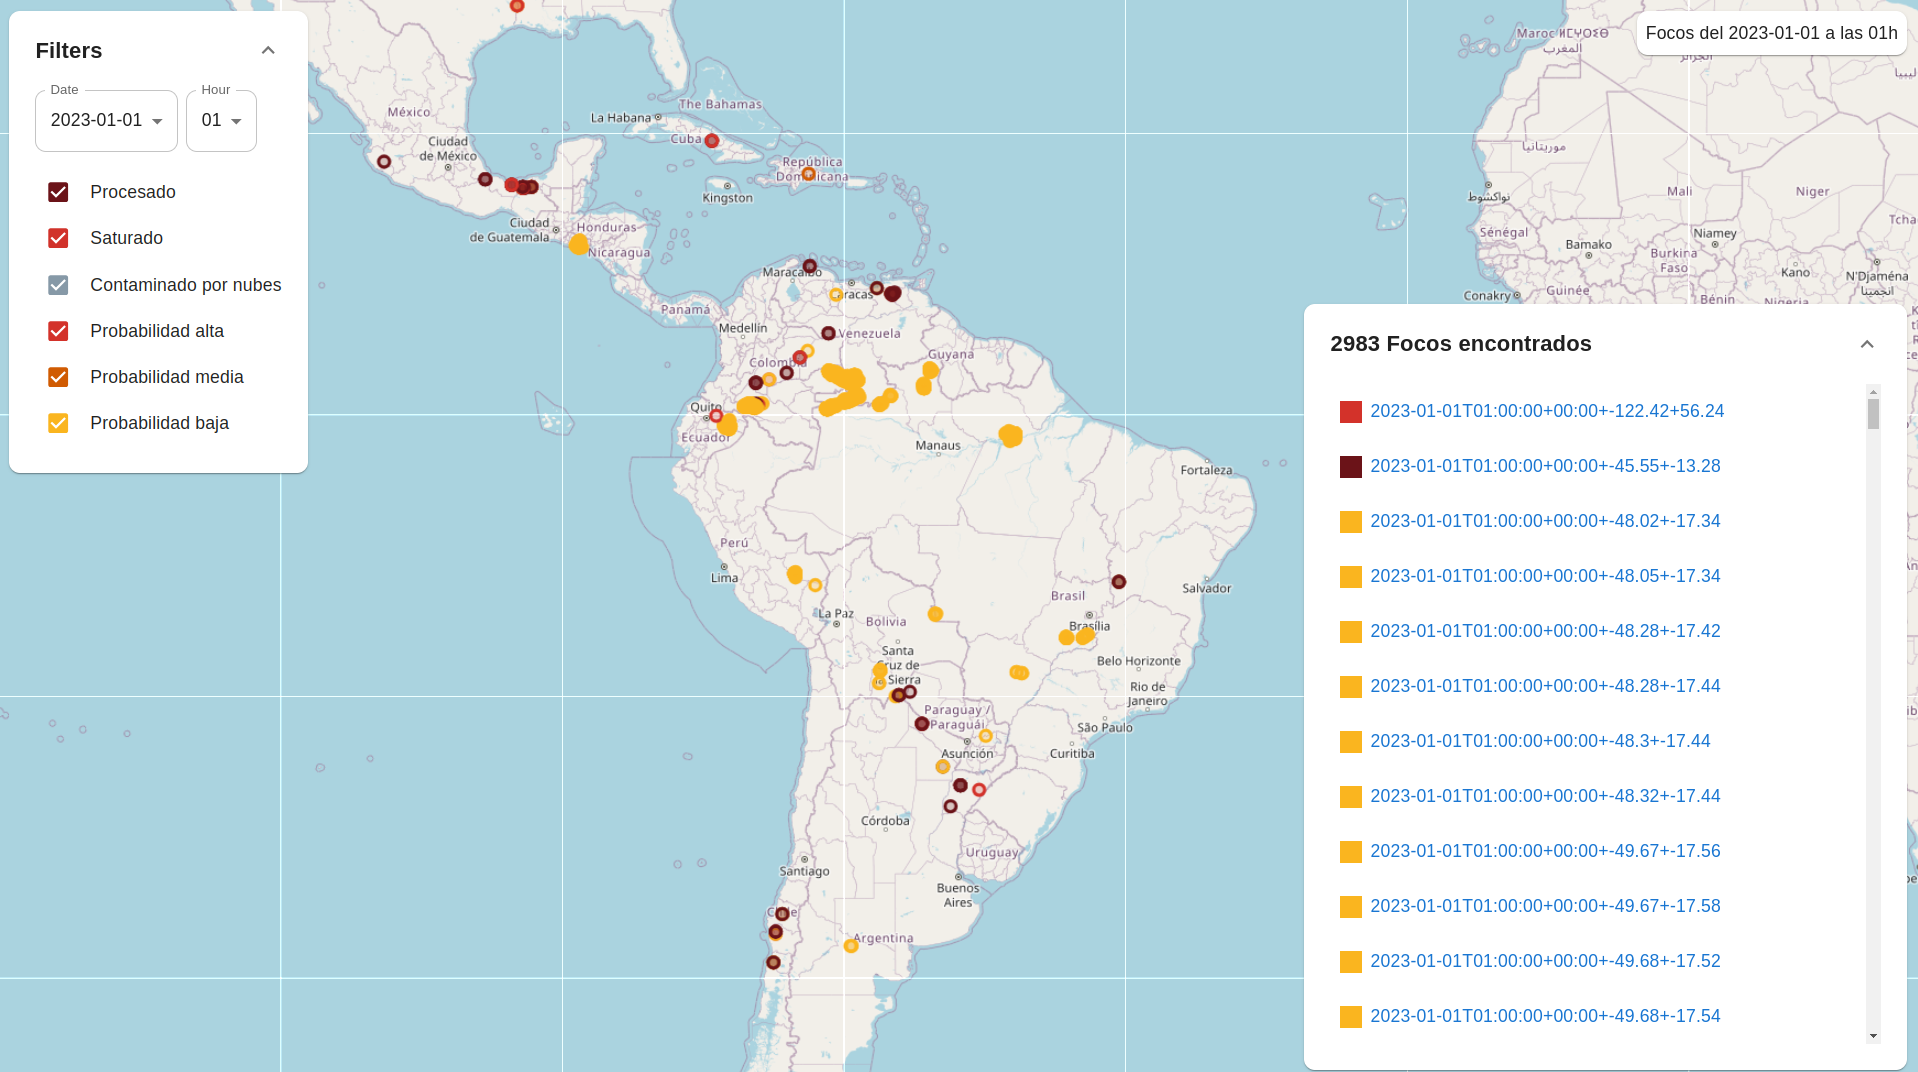 Filters
Date
2023-01-01
Hour
01
Procesado
Saturado
Contaminado por nubes
Probabilidad alta
Probabilidad media
Probabilidad baja
Focos del 2023-01-01 a las 01h
2983 Focos encontrados
2023-01-01T01:00:00+00:00+-122.42+56.24
2023-01-01T01:00:00+00:00+-45.55+-13.28
2023-01-01T01:00:00+00:00+-48.02+-17.34
2023-01-01T01:00:00+00:00+-48.05+-17.34
2023-01-01T01:00:00+00:00+-48.28+-17.42
2023-01-01T01:00:00+00:00+-48.28+-17.44
2023-01-01T01:00:00+00:00+-48.3+-17.44
2023-01-01T01:00:00+00:00+-48.32+-17.44
2023-01-01T01:00:00+00:00+-49.67+-17.56
2023-01-01T01:00:00+00:00+-49.67+-17.58
2023-01-01T01:00:00+00:00+-49.68+-17.52
2023-01-01T01:00:00+00:00+-49.68+-17.54
México
Ciudad
de México
La Habana
The Bahamas
Cuba
República
Dominicana
Kingston
Ciudad
de Guatemala
Honduras
Nicaragua
Maracaibo
Panamá
Medellín
Venezuela
Colombia
Guyana
Quito
Ecuador
Manaus
Fortaleza
Perú
Lima
La Paz
Bolivia
Brasil
Salvador
Brasília
Santa
Cruz de
la Sierra
Belo Horizonte
Rio de
Janeiro
Paraguay /
Paraguái
São Paulo
Asunción
Curitiba
Córdoba
Uruguay
Santiago
Buenos
Aires
Chile
Argentina
Maroc ⵍⵎⵖⵔⵉⴱ
المغرب
موريتانيا
نواكشوط
Mali
Niger
Sénégal
Bamako
Niamey
Burkina
Faso
Kano
N'Djaména
انجمينا
Conakry
Guinée
Bénin
Nigeria